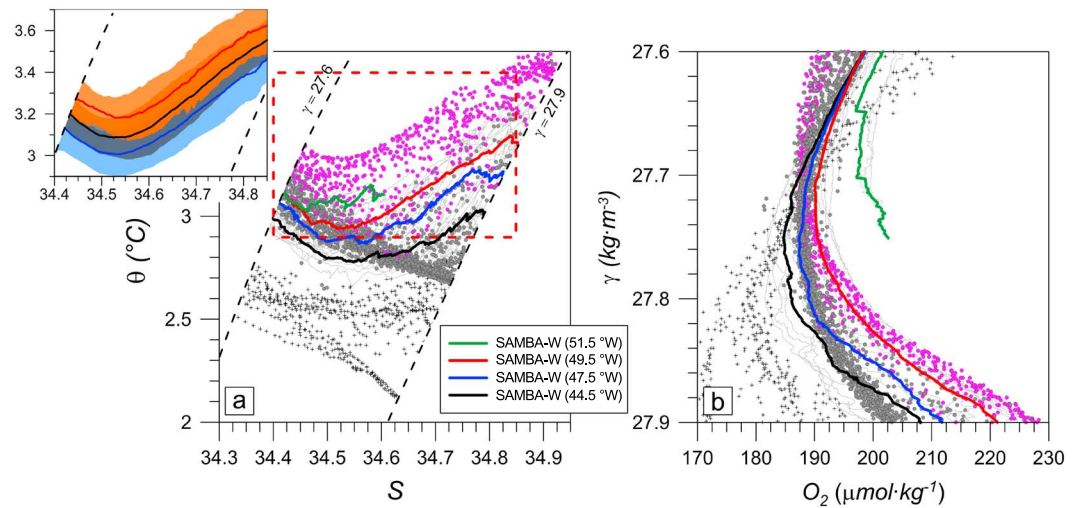 3.6
3.4
3.2
3
34.4
34.5
34.6
34.7
34.8
γ = 27.6
γ = 27.9
3
2.5
2
θ (°C)
34.3
34.4
34.5
34.6
34.7
34.8
34.9
S
a
SAMBA-W (51.5 °W)
SAMBA-W (49.5 °W)
SAMBA-W (47.5 °W)
SAMBA-W (44.5°W)
27.6
27.7
27.8
27.9
γ (kg·m-3)
b
170
180
190
200
210
220
230
O2 (μmol·kg-1)